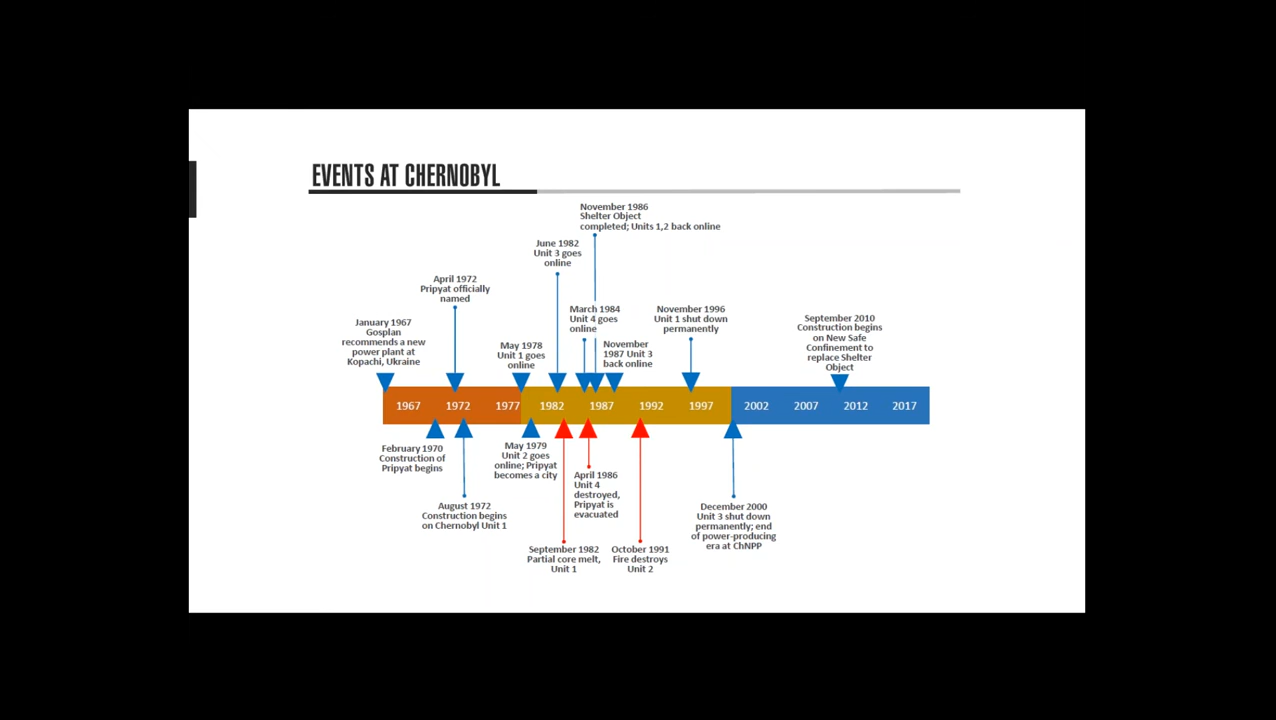 EVENTS AT CHERNOBYL
November 1986
Shelter Object
completed; Units 1,2 back online
June 1982
Unit 3 goes
online
April 1972
Pripyat officially
named
March 1984
Unit 4 goes
online
November 1996
Unit 1 shut down
permanently
September 2010
Construction begins
on New Safe
Confinement to
replace Shelter
Object
January 1967
Gosplan
recommends a new
power plant at
Kopachi, Ukraine
May 1978
Unit 1 goes
online
November
1987 Unit 3
back online
1967 1972 1977 1982 1987 1992 1997 2002 2007 2012 2017
February 1970
Construction of
Pripyat begins
May 1979
Unit 2 goes
online; Pripyat
becomes a city
April 1986
Unit 4
destroyed,
Pripyat is
evacuated
August 1972
Construction begins
on Chernobyl Unit 1
December 2000
Unit 3 shut down
permanently; end
of power-producing
era at ChNPP
September 1982
Partial core melt,
Unit 1
October 1991
Fire destroys
Unit 2